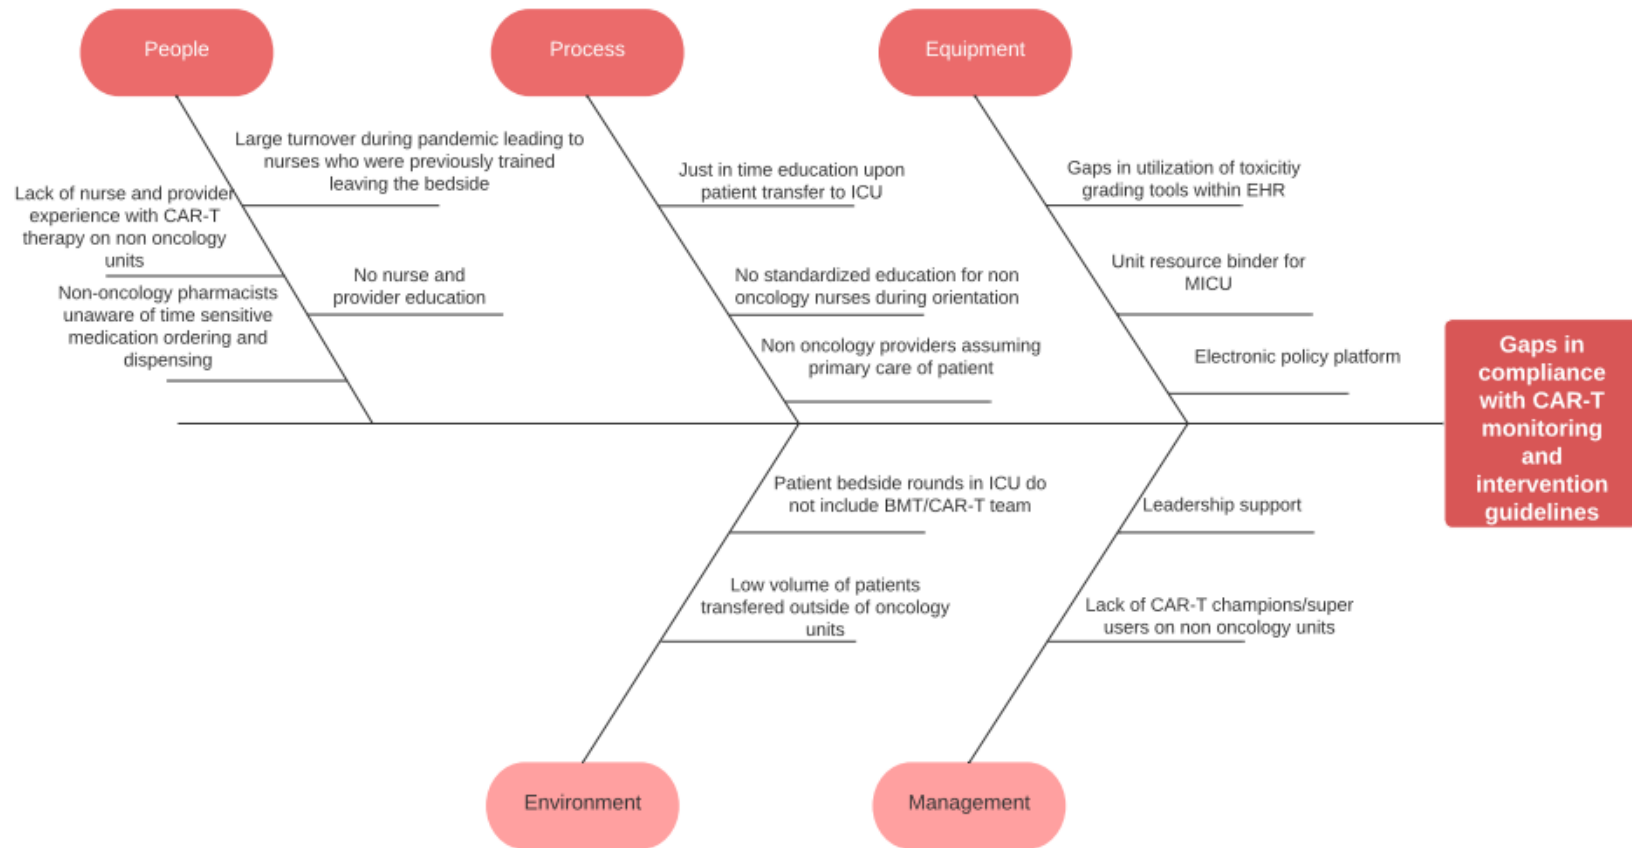 People
Process
Equipment
Large turnover during pandemic leading to
nurses who were previously trained
leaving the bedside
Lack of nurse and provider
experience with CAR-T
therapy on non oncology
units
No nurse and
provider education
Non-oncology pharmacists
unaware of time sensitive
medication ordering and
dispensing
Just in time education upon
patient transfer to ICU
No standardized education for non
oncology nurses during orientation
Non oncology providers assuming
primary care of patient
Gaps in utilization of toxicitiy
grading tools within EHR
Unit resource binder for
MICU
Electronic policy platform
Gaps in
compliance
with CAR-T
monitoring
and
intervention
guidelines
Patient bedside rounds in ICU do
not include BMT/CAR-T team
Low volume of patients
transfered outside of oncology
units
Leadership support
Lack of CAR-T champions/super
users on non oncology units
Environment
Management